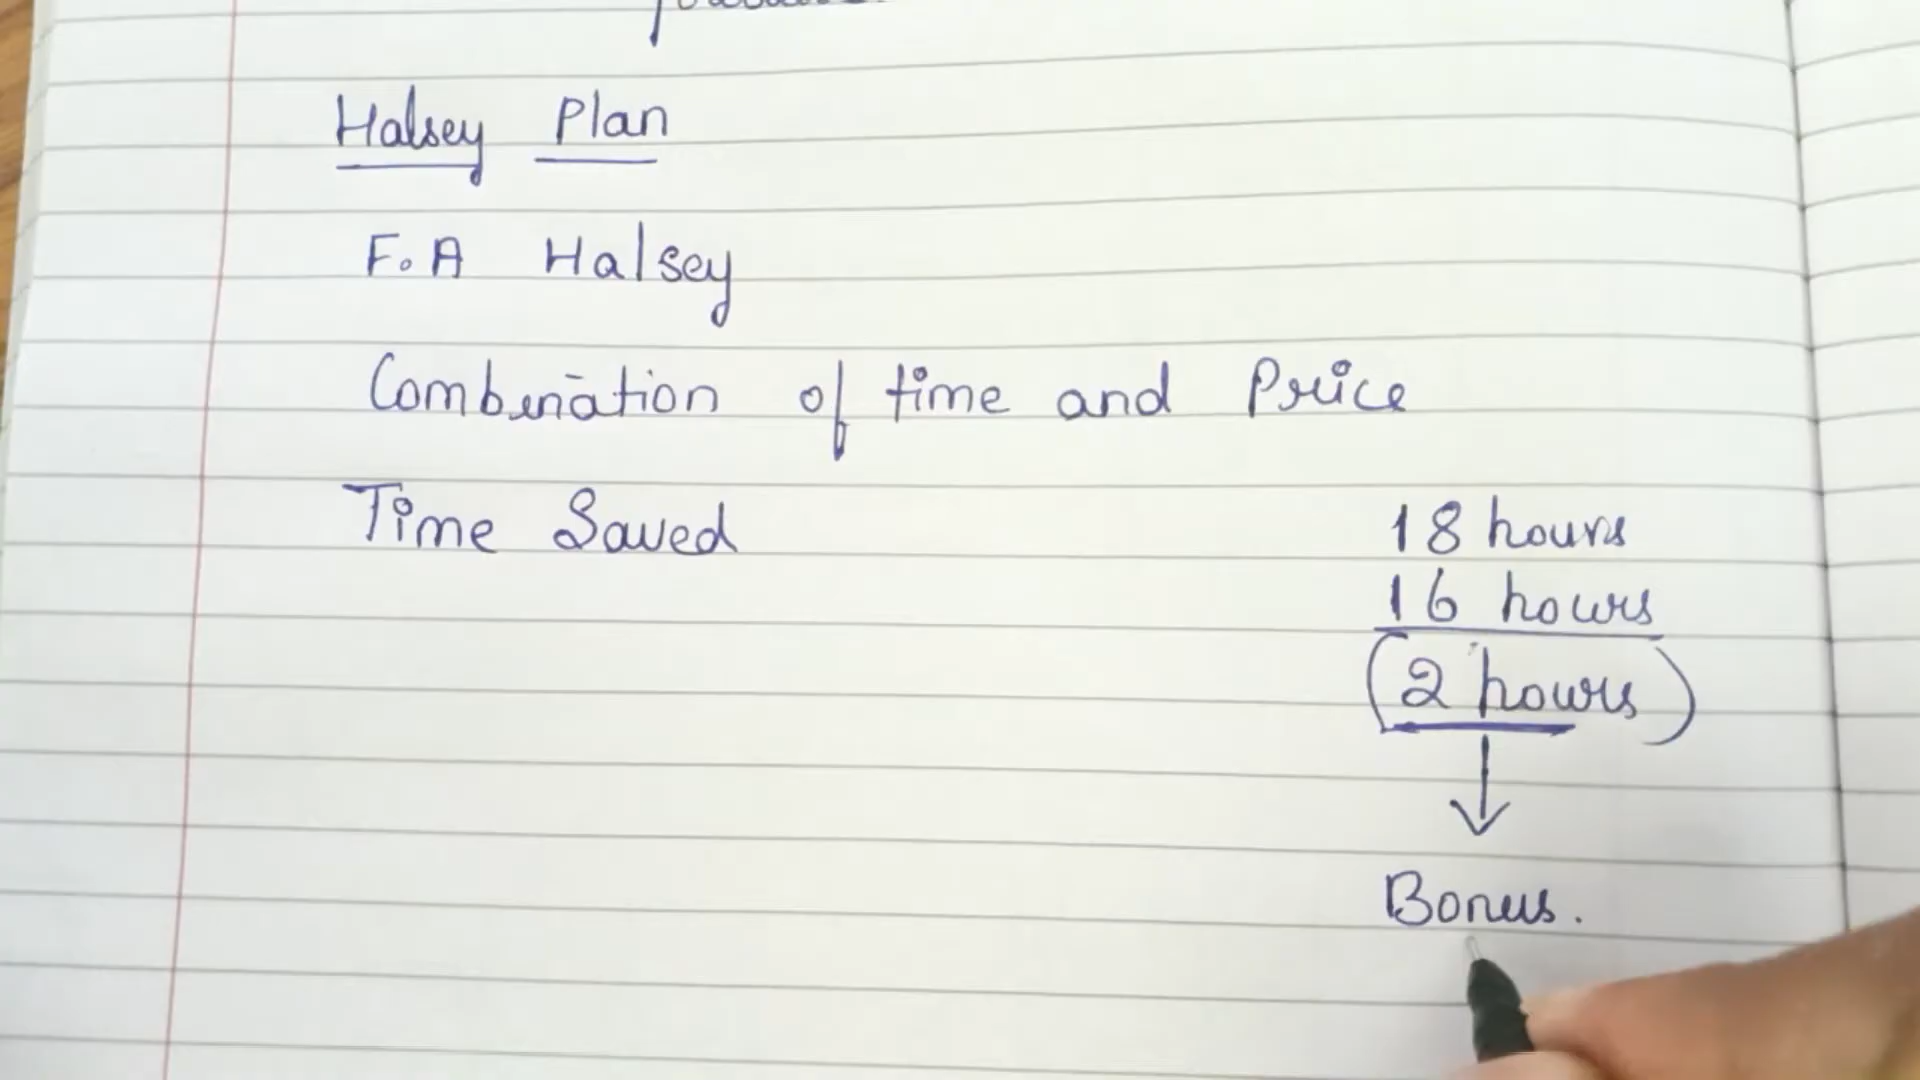 Halsey Plan
F.A Halsey
Combination of time and Price
Time Saved
18 hours
16 hours
(2 hours)
Bonus.